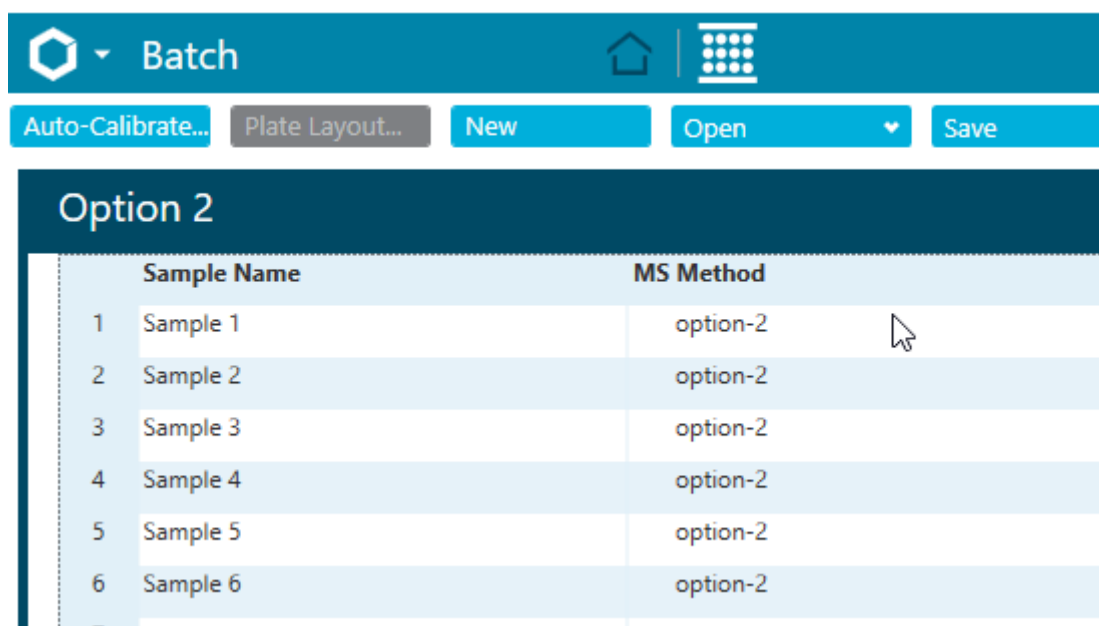 Batch
Auto-Calibrate... Plate Layout... New Open Save
Option 2
Sample Name MS Method
1 Sample 1 option-2
2 Sample 2 option-2
3 Sample 3 option-2
4 Sample 4 option-2
5 Sample 5 option-2
6 Sample 6 option-2